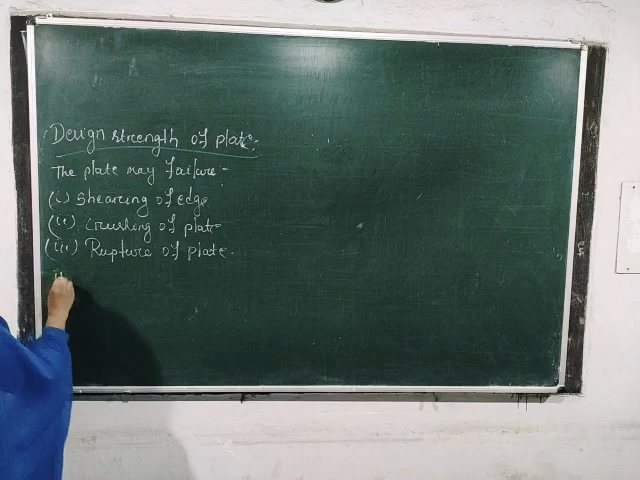 Design strength of plate:-
The plate may failure -
(i) Shearing of edge
(ii) Crushing of plate
(iii) Rupture of plate.